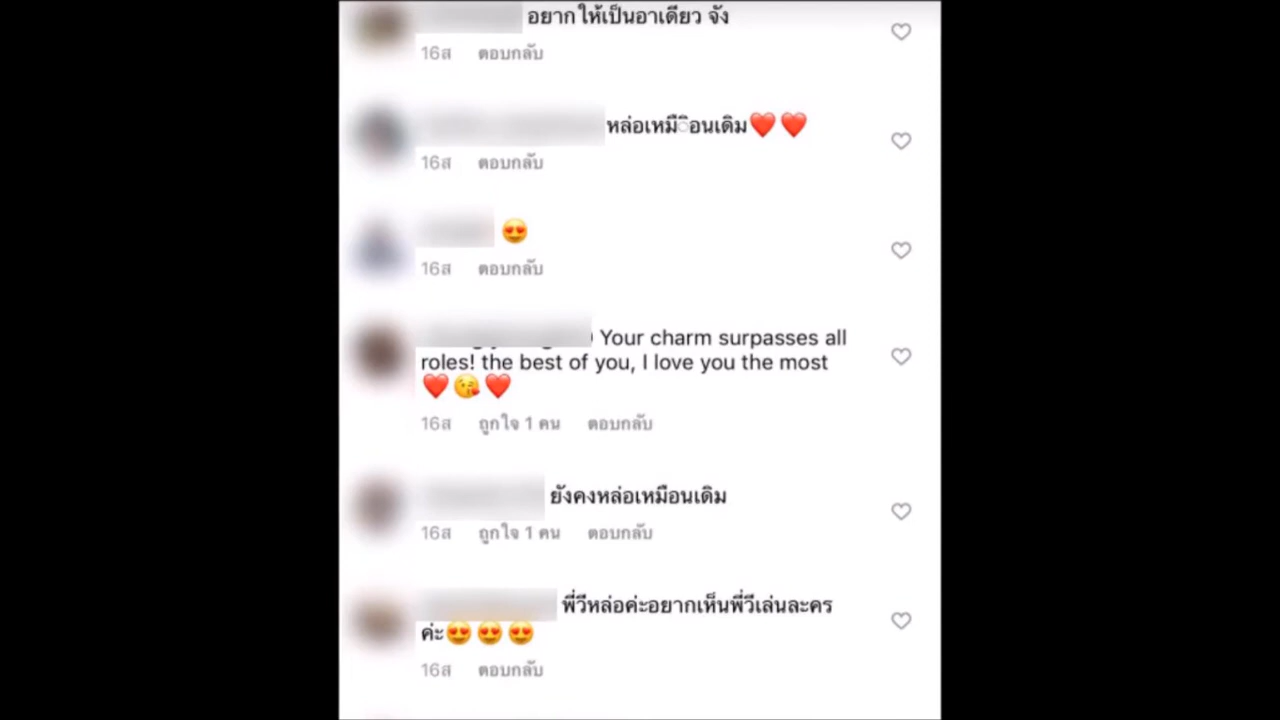 อยากให้เป็นอาเดียว จัง
16ส ตอบกลับ
หล่อเหมืิอนเดิม❤️❤️
16ส ตอบกลับ
😍
16ส ตอบกลับ
Your charm surpasses all
roles! the best of you, I love you the most
❤️😘❤️
16ส ถูกใจ 1 คน ตอบกลับ
ยังคงหล่อเหมือนเดิม
16ส ถูกใจ 1 คน ตอบกลับ
พี่วีหล่อค่ะอยากเห็นพี่วีเล่นละคร
ค่ะ😍😍😍
16ส ตอบกลับ